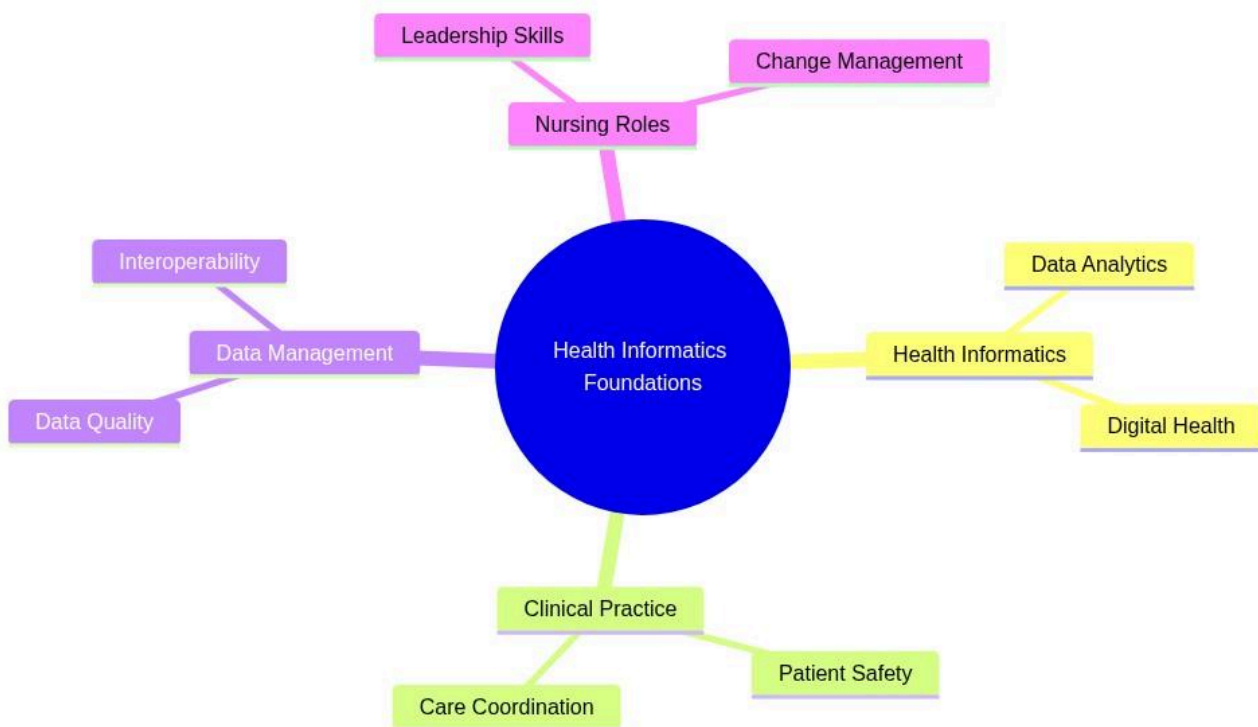 Leadership Skills
Change Management
Nursing Roles
Interoperability
Data Analytics
Data Management
Health Informatics
Foundations
Health Informatics
Data Quality
Digital Health
Clinical Practice
Patient Safety
Care Coordination